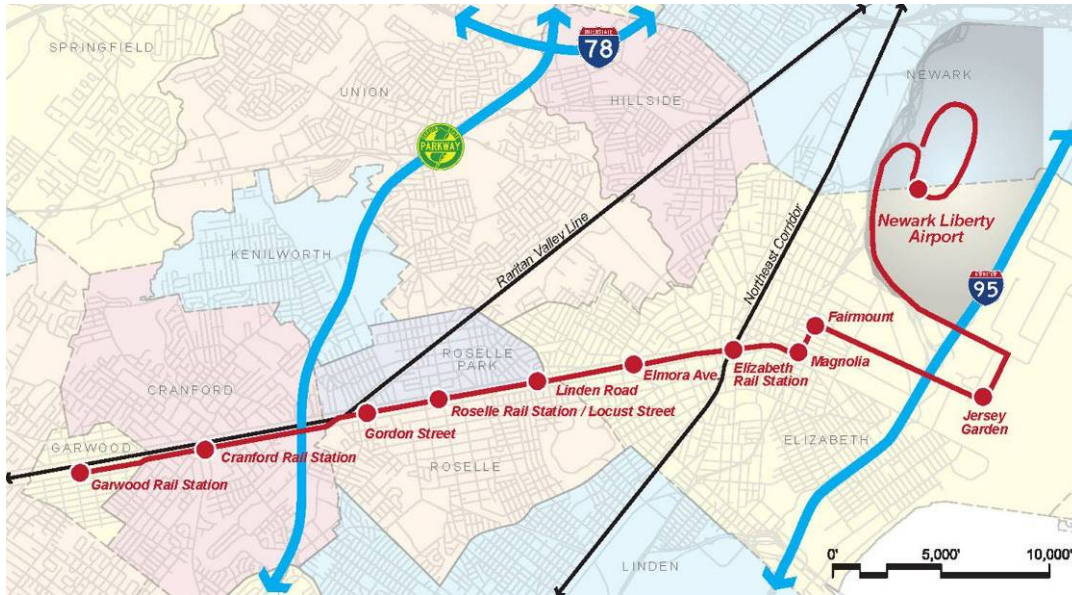 SPRINGFIELD
UNION
INTERSTATE
78
HILLSIDE
NEWARK
PARKWAY
Newark Liberty
Airport
KENILWORTH
Raritan Valley Line
Northeast Corridor
95
Fairmount
Magnolia
Elizabeth
Rail Station
Elmora Ave.
Linden Road
ROSELLE
PARK
Roselle Rail Station / Locust Street
Gordon Street
CRANFORD
Jersey
Garden
GARWOOD
Cranford Rail Station
Garwood Rail Station
ROSELLE
ELIZABETH
LINDEN
0' 5,000' 10,000'